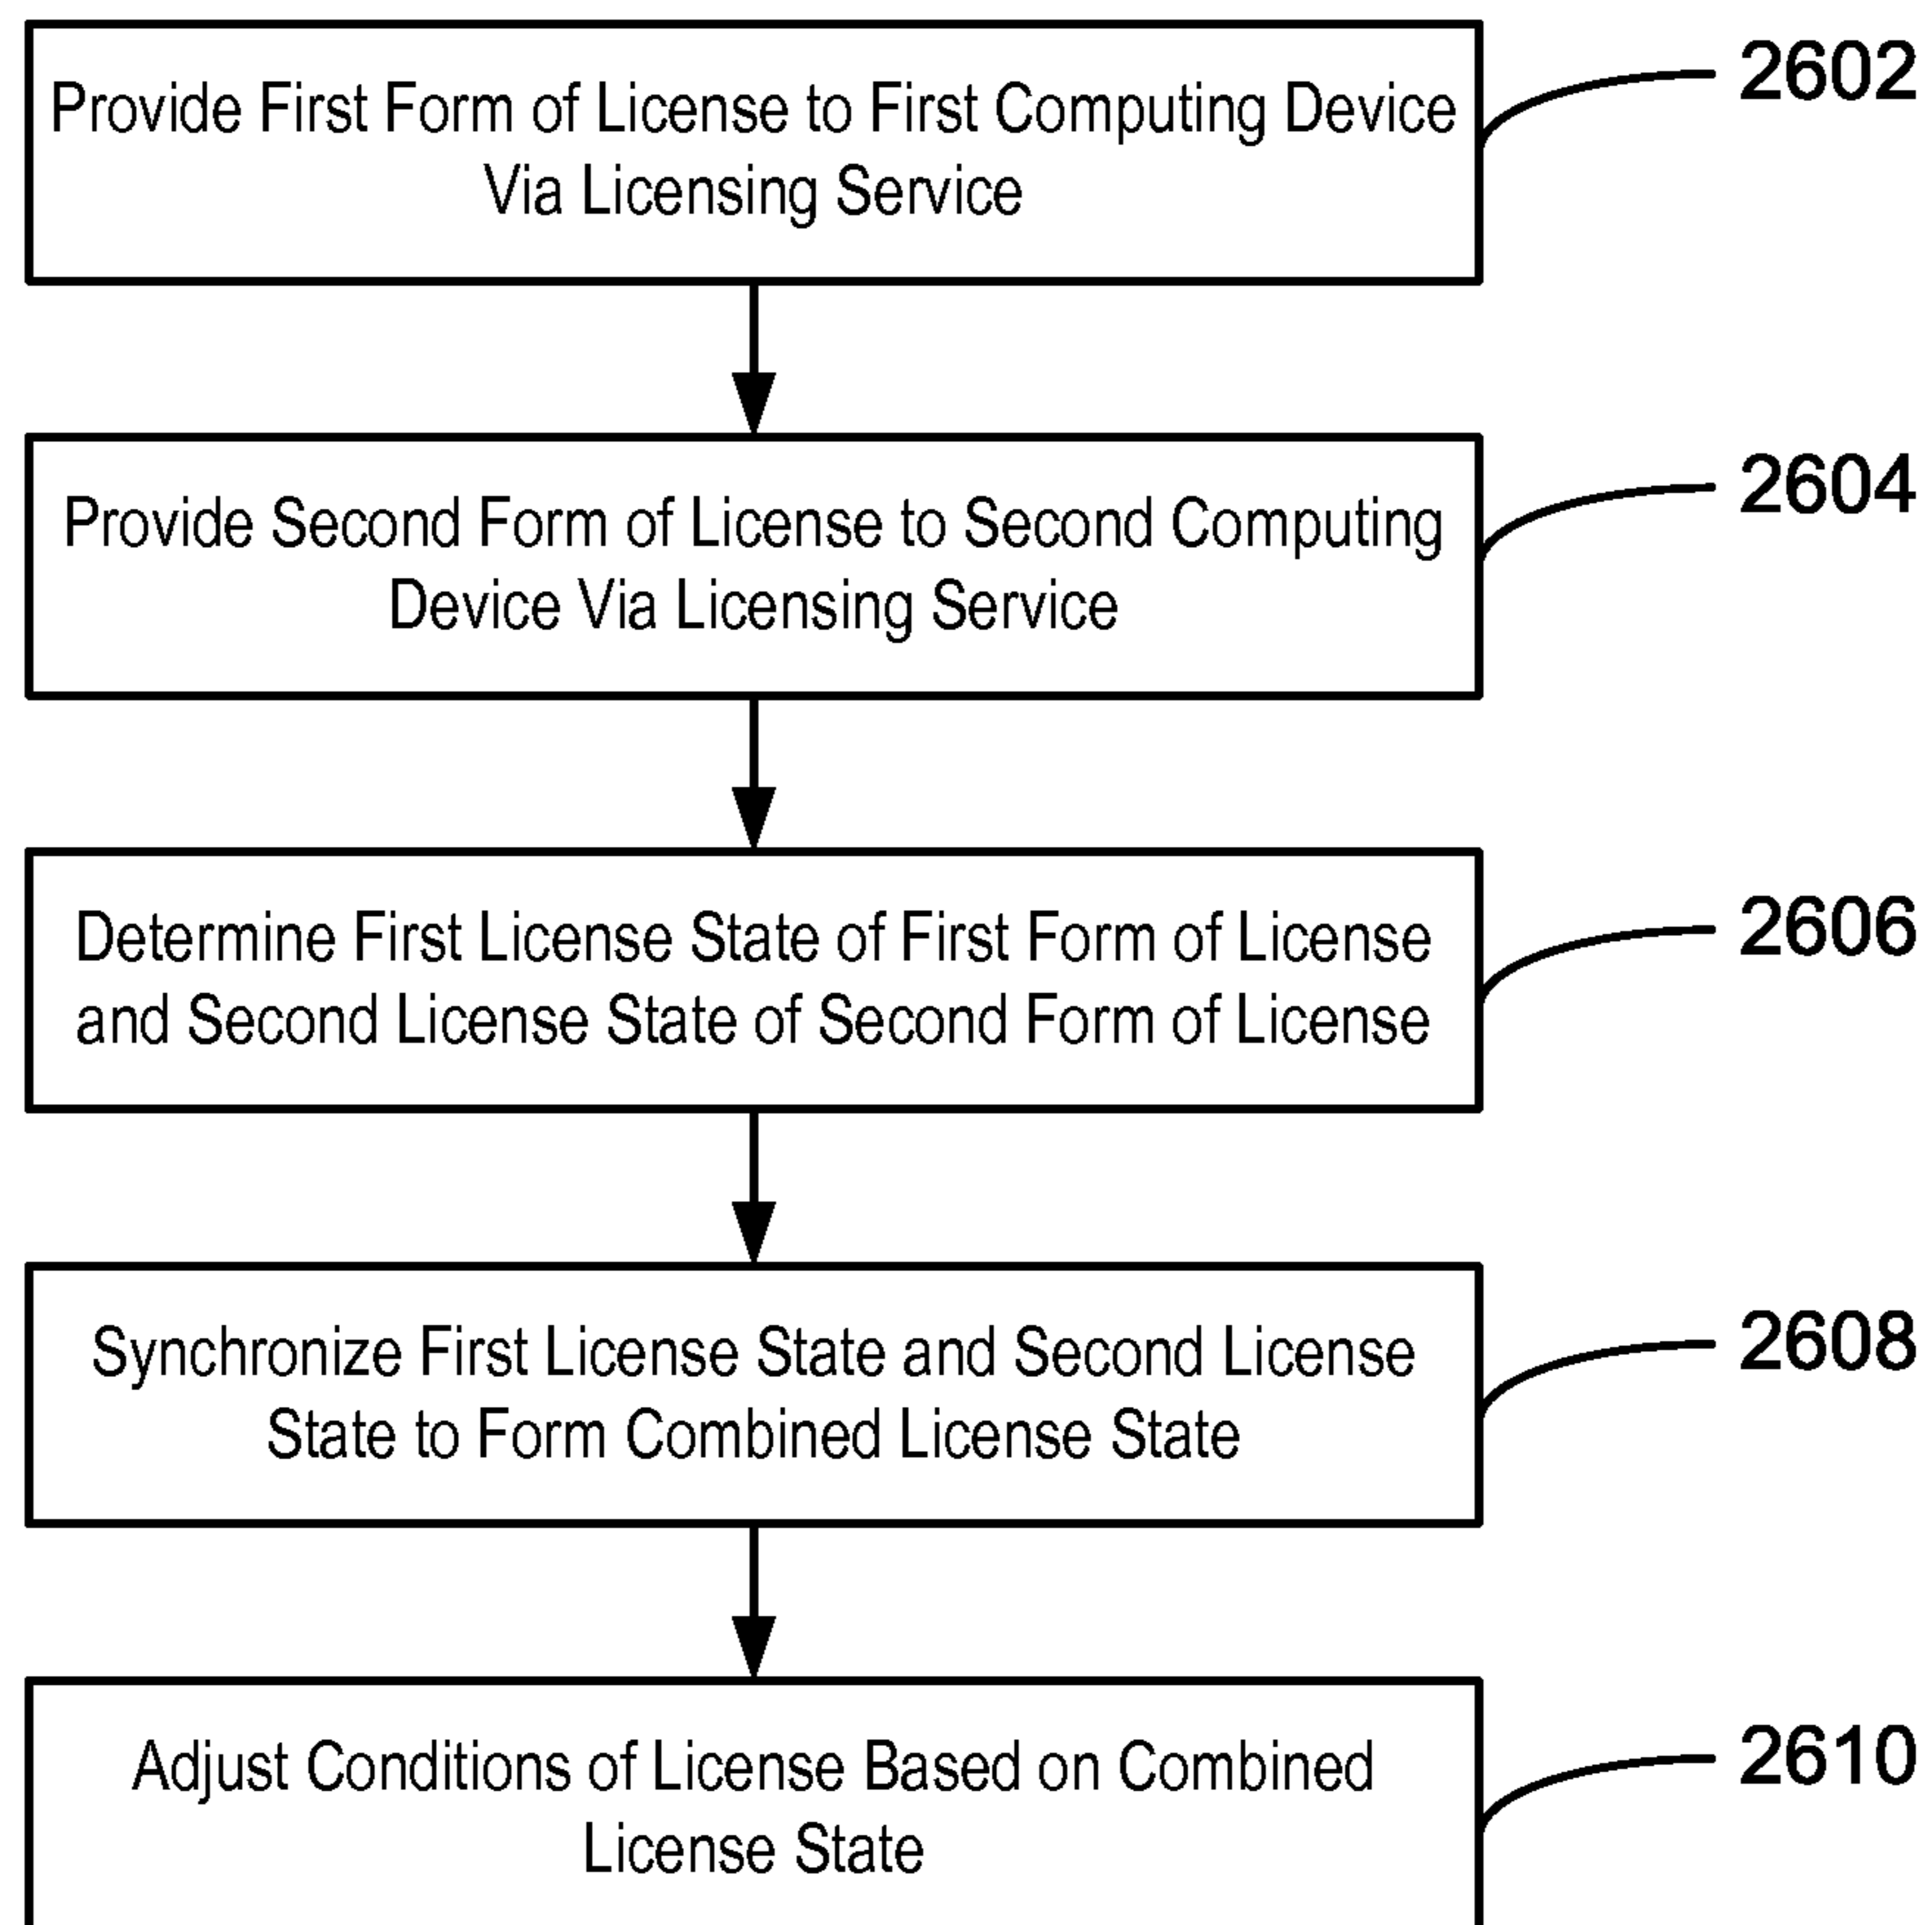 Provide First Form of License to First Computing Device
Via Licensing Service
2602
Provide Second Form of License to Second Computing
Device Via Licensing Service
2604
Determine First License State of First Form of License
and Second License State of Second Form of License
2606
Synchronize First License State and Second License
State to Form Combined License State
2608
Adjust Conditions of License Based on Combined
License State
2610